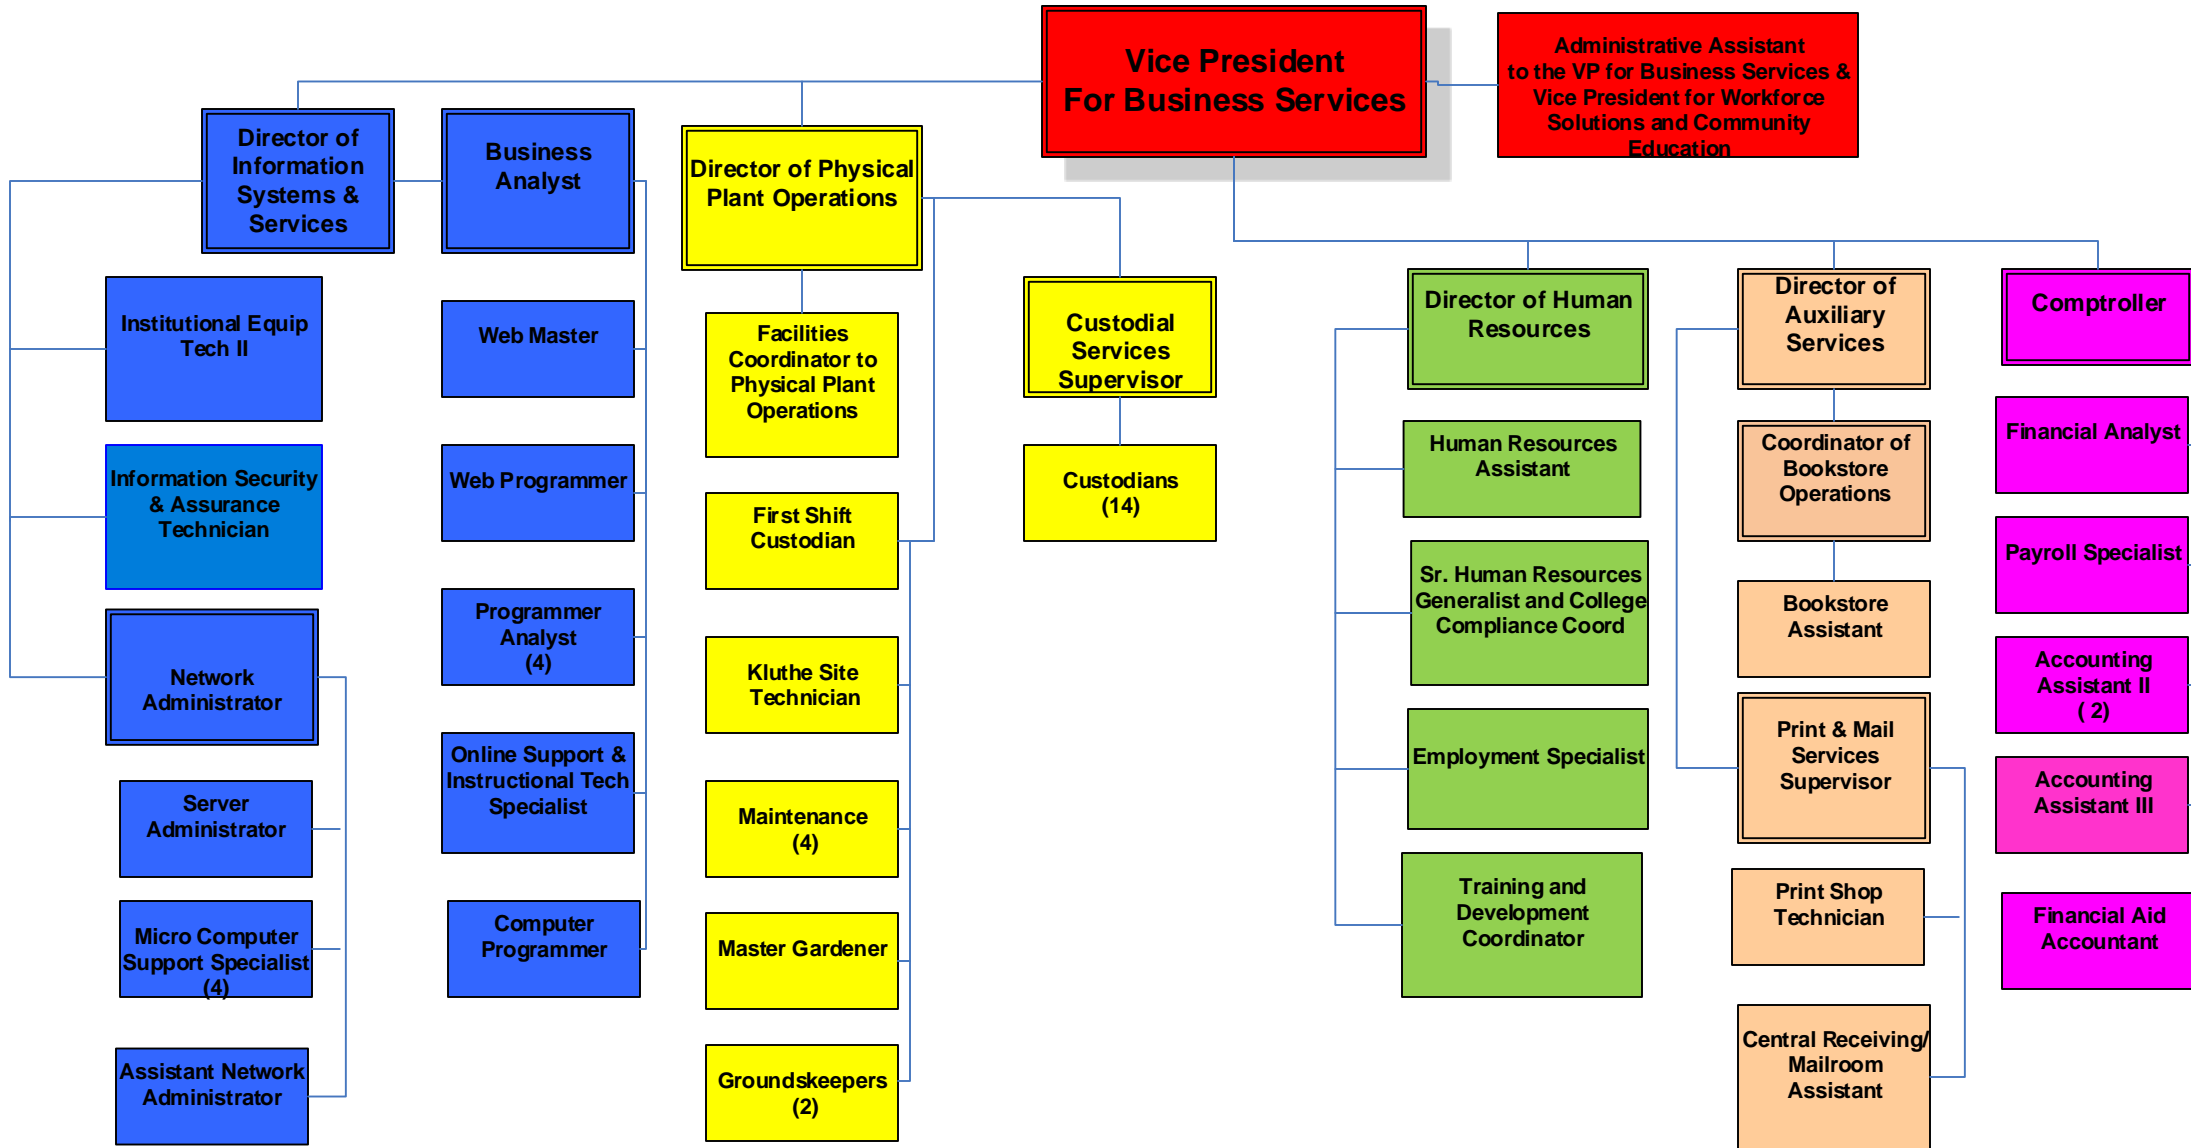 Vice President
For Business Services
Administrative Assistant
to the VP for Business Services &
Vice President for Workforce
Solutions and Community
Education
Director of
Information
Systems &
Services
Institutional Equip
Tech II
Information Security
& Assurance
Technician
Network
Administrator
Server
Administrator
Micro Computer
Support Specialist
(4)
Assistant Network
Administrator
Business
Analyst
Web Master
Web Programmer
Programmer
Analyst
(4)
Online Support &
Instructional Tech
Specialist
Computer
Programmer
Director of Physical
Plant Operations
Facilities
Coordinator to
Physical Plant
Operations
First Shift
Custodian
Kluthe Site
Technician
Maintenance
(4)
Master Gardener
Groundskeepers
(2)
Custodial
Services
Supervisor
Custodians
(14)
Director of Human
Resources
Human Resources
Assistant
Sr. Human Resources
Generalist and College
Compliance Coord
Employment Specialist
Training and
Development
Coordinator
Director of
Auxiliary
Services
Coordinator of
Bookstore
Operations
Bookstore
Assistant
Print & Mail
Services
Supervisor
Print Shop
Technician
Central Receiving/
Mailroom
Assistant
Comptroller
Financial Analyst
Payroll Specialist
Accounting
Assistant II
( 2)
Accounting
Assistant III
Financial Aid
Accountant